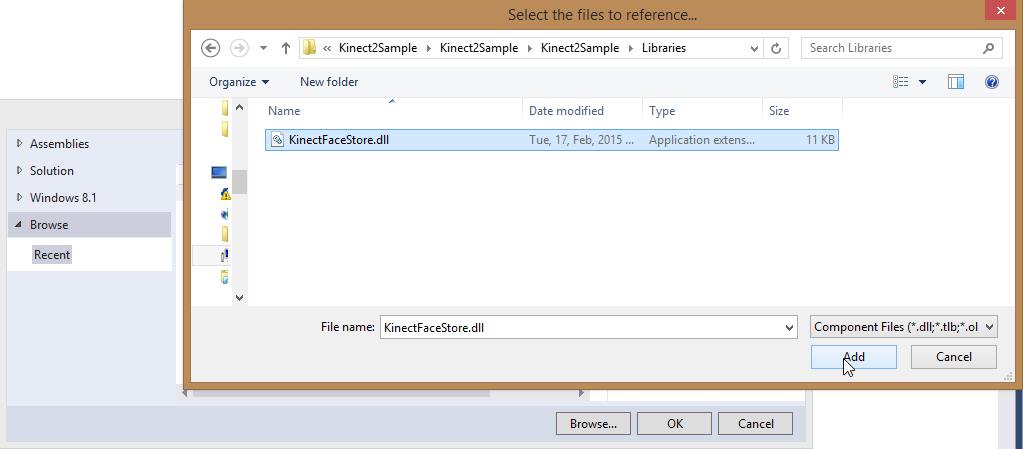 Select the files to reference...
« Kinect2Sample Kinect2Sample Kinect2Sample Libraries
Search Libraries
Organize New folder
Name Date modified Type Size
KinectFaceStore.dll Tue, 17, Feb, 2015 ... Application extens... 11 KB
Assemblies
Solution
Windows 8.1
Browse
Recent
File name: KinectFaceStore.dll Component Files (*.dll;*.tlb;*.ol
Add Cancel
Browse... OK Cancel